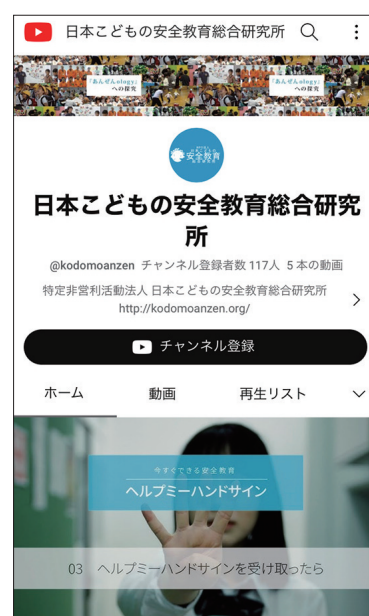 日本こどもの安全教育総合研究所
「あんぜんology」
への探究
「あんぜんology」
への探究
安全教育
日本こどもの安全教育総合研究
所
@kodomoanzen チャンネル登録者数 117人 5 本の動画
特定非営利活動法人 日本こどもの安全教育総合研究所
http://kodomoanzen.org/
チャンネル登録
ホーム 動画 再生リスト
今すぐできる安全教育
ヘルプミーハンドサイン
03 ヘルプミーハンドサインを受け取ったら